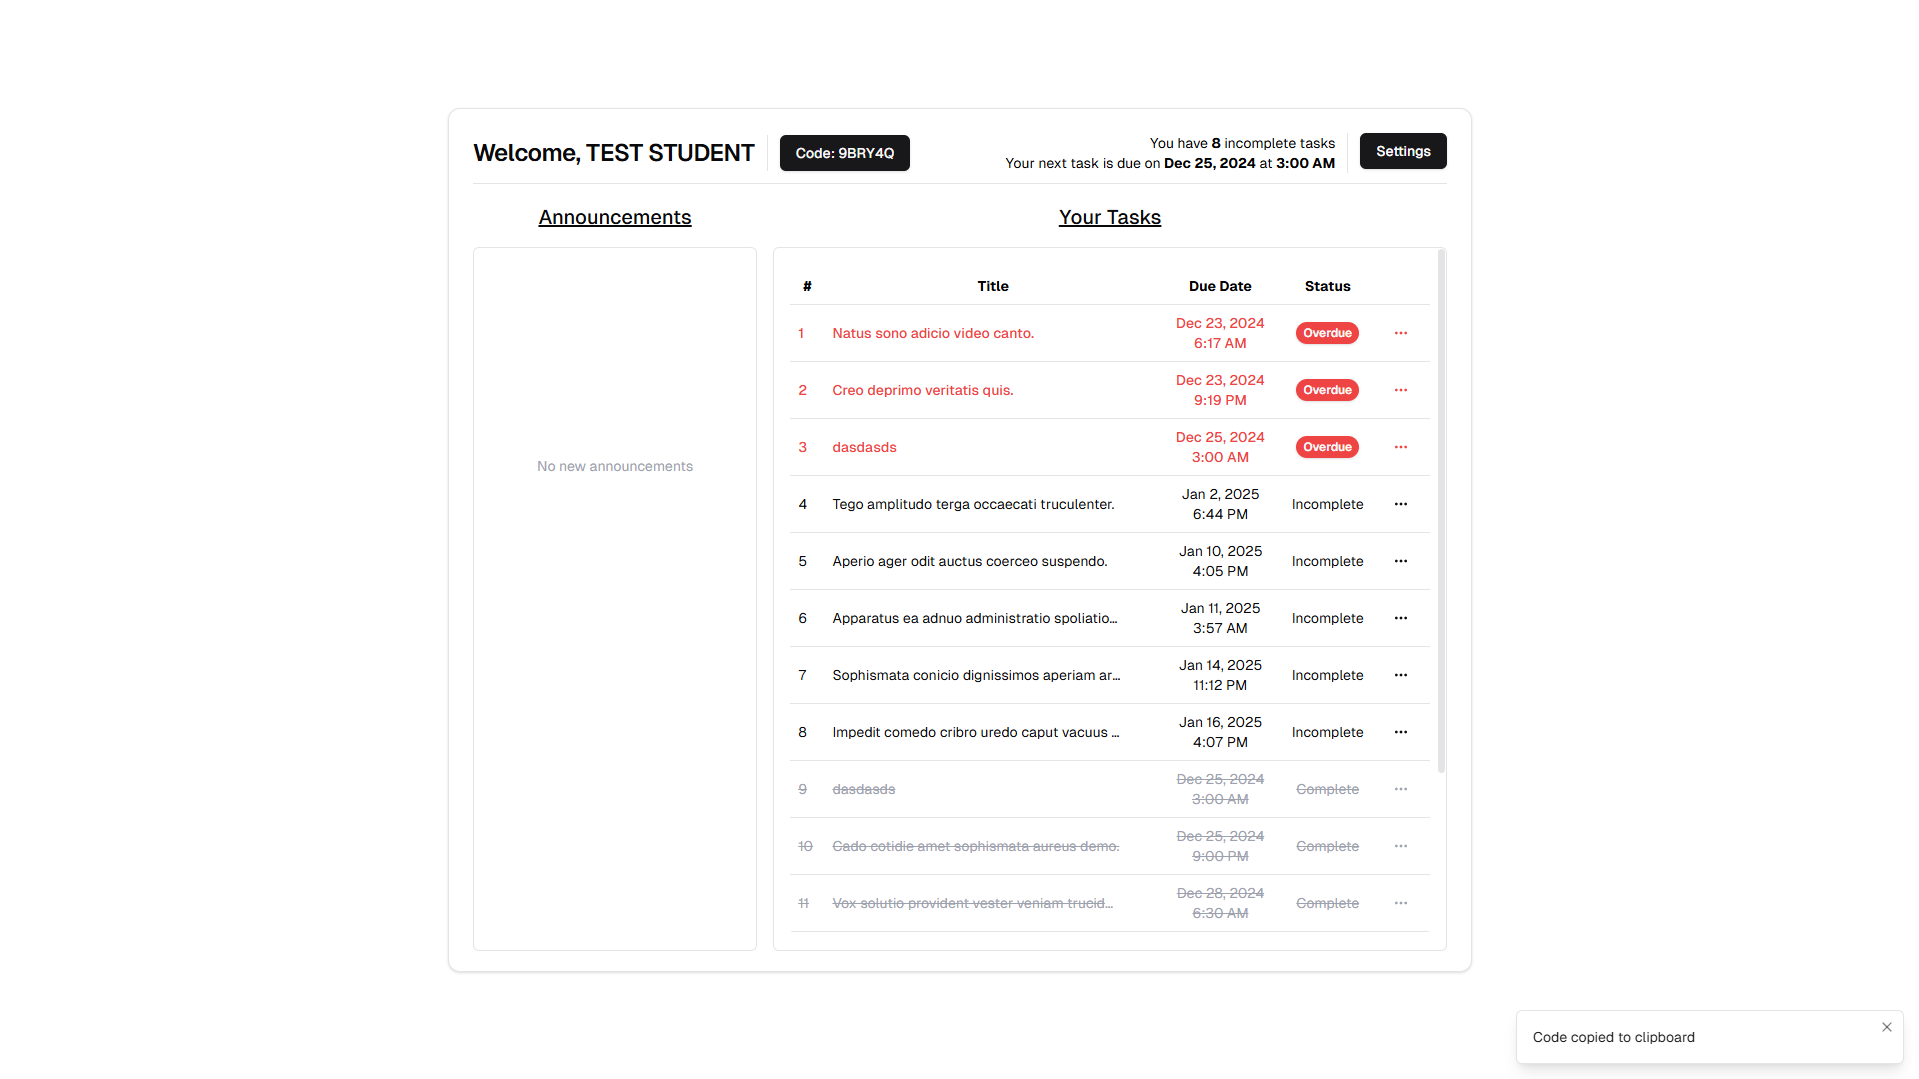 Welcome, TEST STUDENT
Code: 9BRY4Q
You have 8 incomplete tasks
Your next task is due on Dec 25, 2024 at 3:00 AM
Settings
Announcements
No new announcements
Your Tasks
# Title Due Date Status
1 Natus sono adicio video canto. Dec 23, 2024 6:17 AM Overdue ...
2 Creo deprimo veritatis quis. Dec 23, 2024 9:19 PM Overdue ...
3 dasdasds Dec 25, 2024 3:00 AM Overdue ...
4 Tego amplitudo terga occaecati truculenter. Jan 2, 2025 6:44 PM Incomplete ...
5 Aperio ager odit auctus coerceo suspendo. Jan 10, 2025 4:05 PM Incomplete ...
6 Apparatus ea adnuo administratio spoliatio... Jan 11, 2025 3:57 AM Incomplete ...
7 Sophismata conicio dignissimos aperiam ar... Jan 14, 2025 11:12 PM Incomplete ...
8 Impedit comedo cribro uredo caput vacuus ... Jan 16, 2025 4:07 PM Incomplete ...
9 dasdasds Dec 25, 2024 3:00 AM Complete ...
10 Cado cotidie amet sophismata aureus demo. Dec 25, 2024 9:00 PM Complete ...
11 Vox solutio provident vester veniam trucid... Dec 28, 2024 6:30 AM Complete ...
Code copied to clipboard